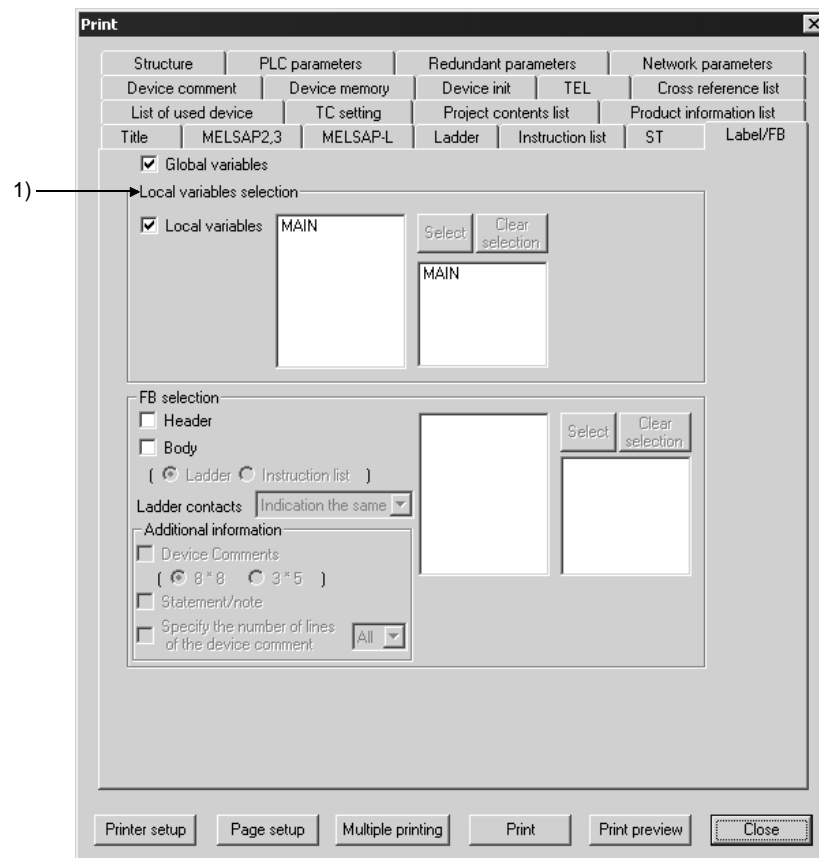 Print
Structure PLC parameters Redundant parameters Network parameters
Device comment Device memory Device init TEL Cross reference list
List of used device TC setting Project contents list Product information list
Title MELSAP2,3 MELSAP-L Ladder Instruction list ST Label/FB
Global variables
1) Local variables selection
Local variables MAIN Select Clear selection
MAIN
FB selection
Header
Body
Select Clear selection
( Ladder Instruction list )
Ladder contacts Indication the same
Additional information
Device Comments
( 8*8 3*5 )
Statement/note
Specify the number of lines
of the device comment All
Printer setup Page setup Multiple printing Print Print preview Close